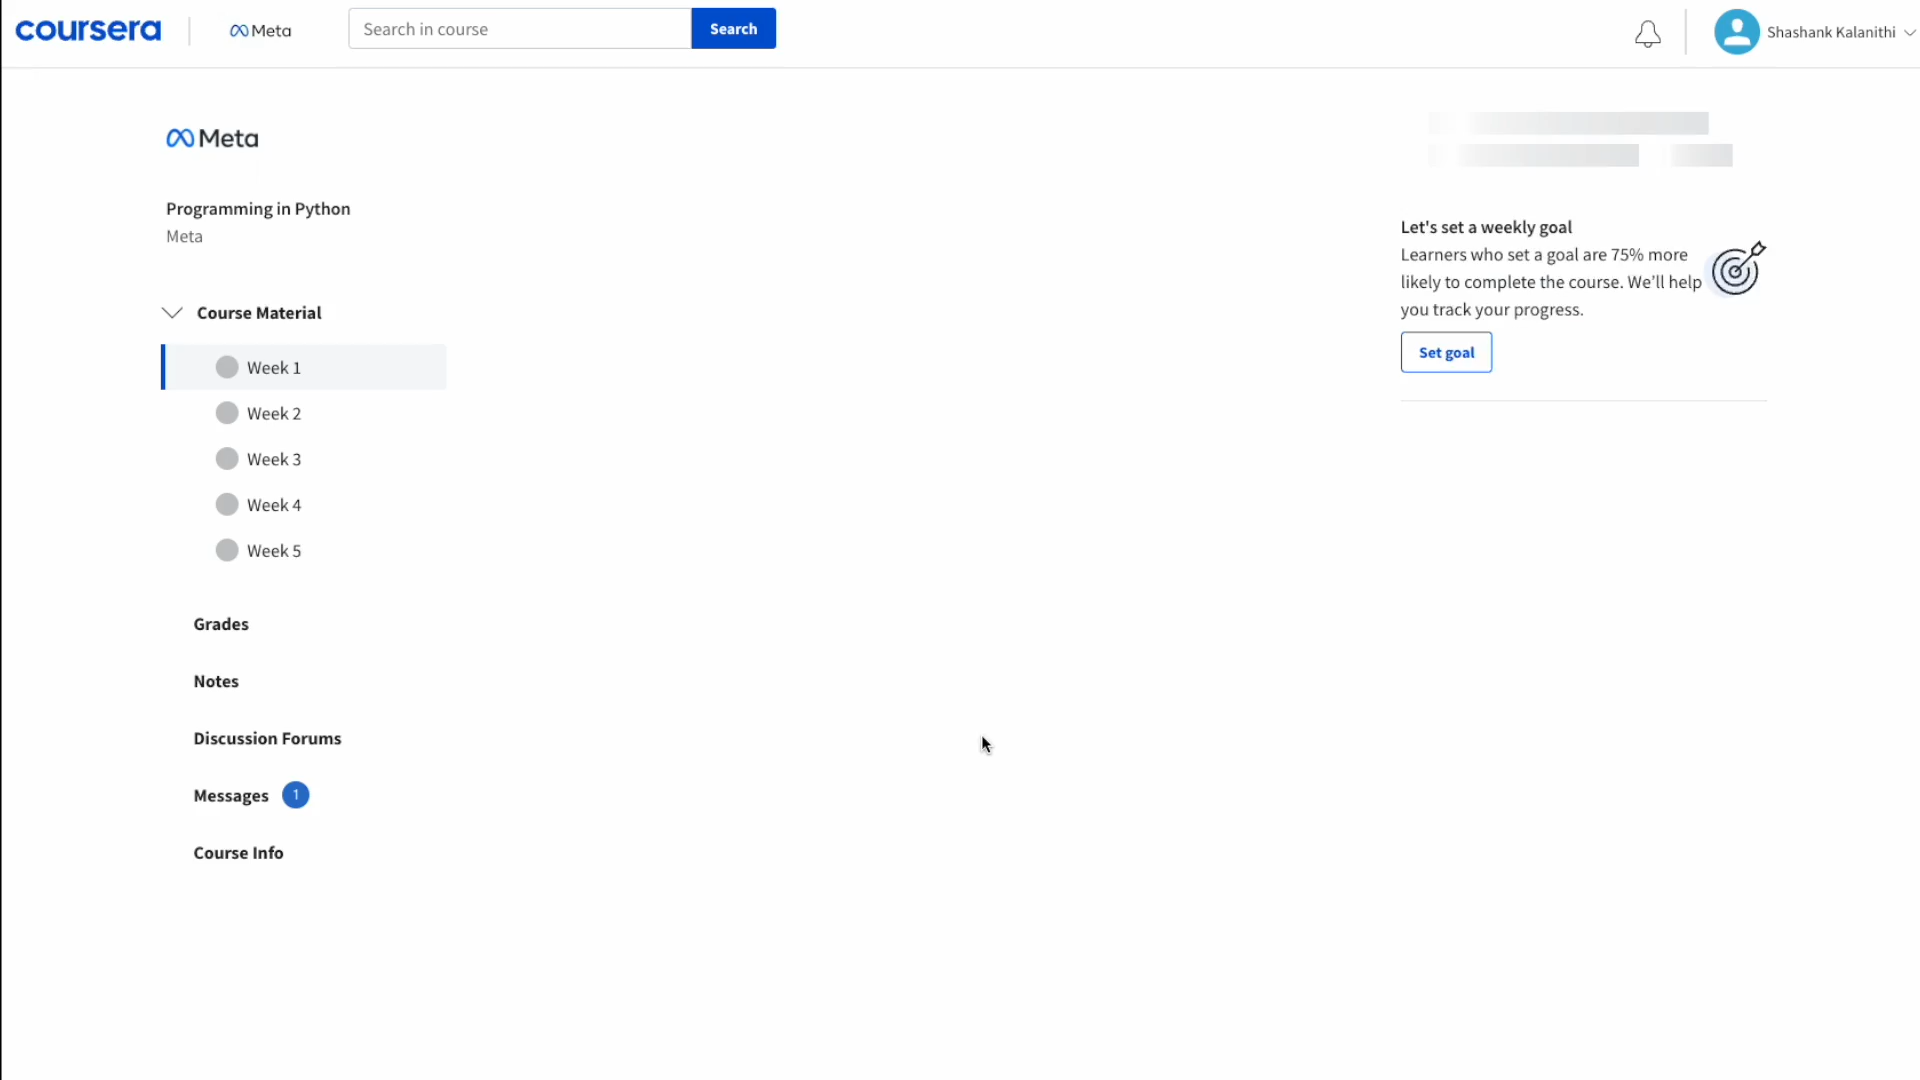 coursera
Meta
Search in course
Search
Shashank Kalanithi
Meta
Programming in Python
Meta
Course Material
Week 1
Week 2
Week 3
Week 4
Week 5
Grades
Notes
Discussion Forums
Messages 1
Course Info
Let's set a weekly goal
Learners who set a goal are 75% more
likely to complete the course. We'll help
you track your progress.
Set goal